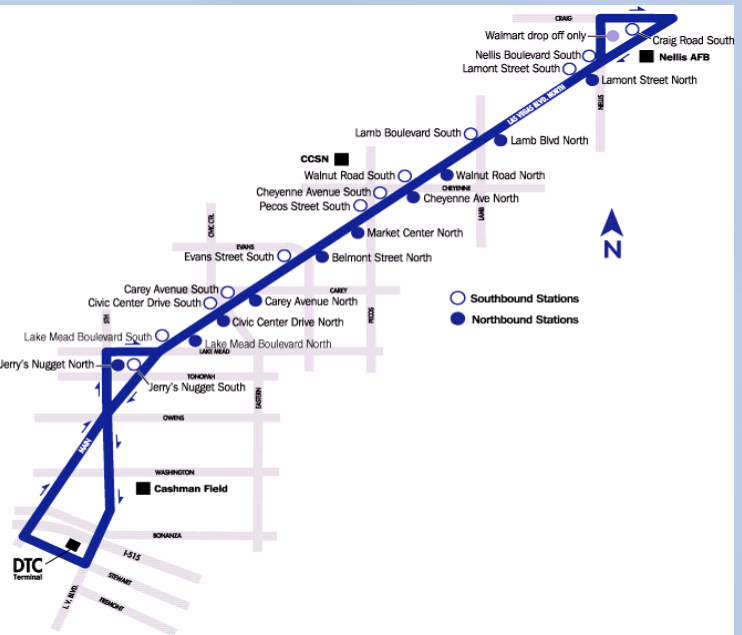 CRAIG
Walmart drop off only
Craig Road South
Nellis Boulevard South
Nellis AFB
Lamont Street South
Lamont Street North
NELLIS
LAS VEGAS BLVD. NORTH
Lamb Boulevard South
Lamb Blvd North
CCSN
Walnut Road South
Walnut Road North
CHEYENNE
Cheyenne Avenue South
Cheyenne Ave North
Pecos Street South
LAMB
CIVIC CTR.
Market Center North
N
EVANS
Evans Street South
Belmont Street North
Carey Avenue South
CAREY
Civic Center Drive South
Carey Avenue North
Southbound Stations
Northbound Stations
PECOS
5TH
Civic Center Drive North
Lake Mead Boulevard South
Lake Mead Boulevard North
LAKE MEAD
Jerry's Nugget North
TONOPAH
Jerry's Nugget South
EASTERN
OWENS
MAIN
WASHINGTON
Cashman Field
BONANZA
DTC
Terminal
I-515
STEWART
L.V. BLVD.
FREMONT